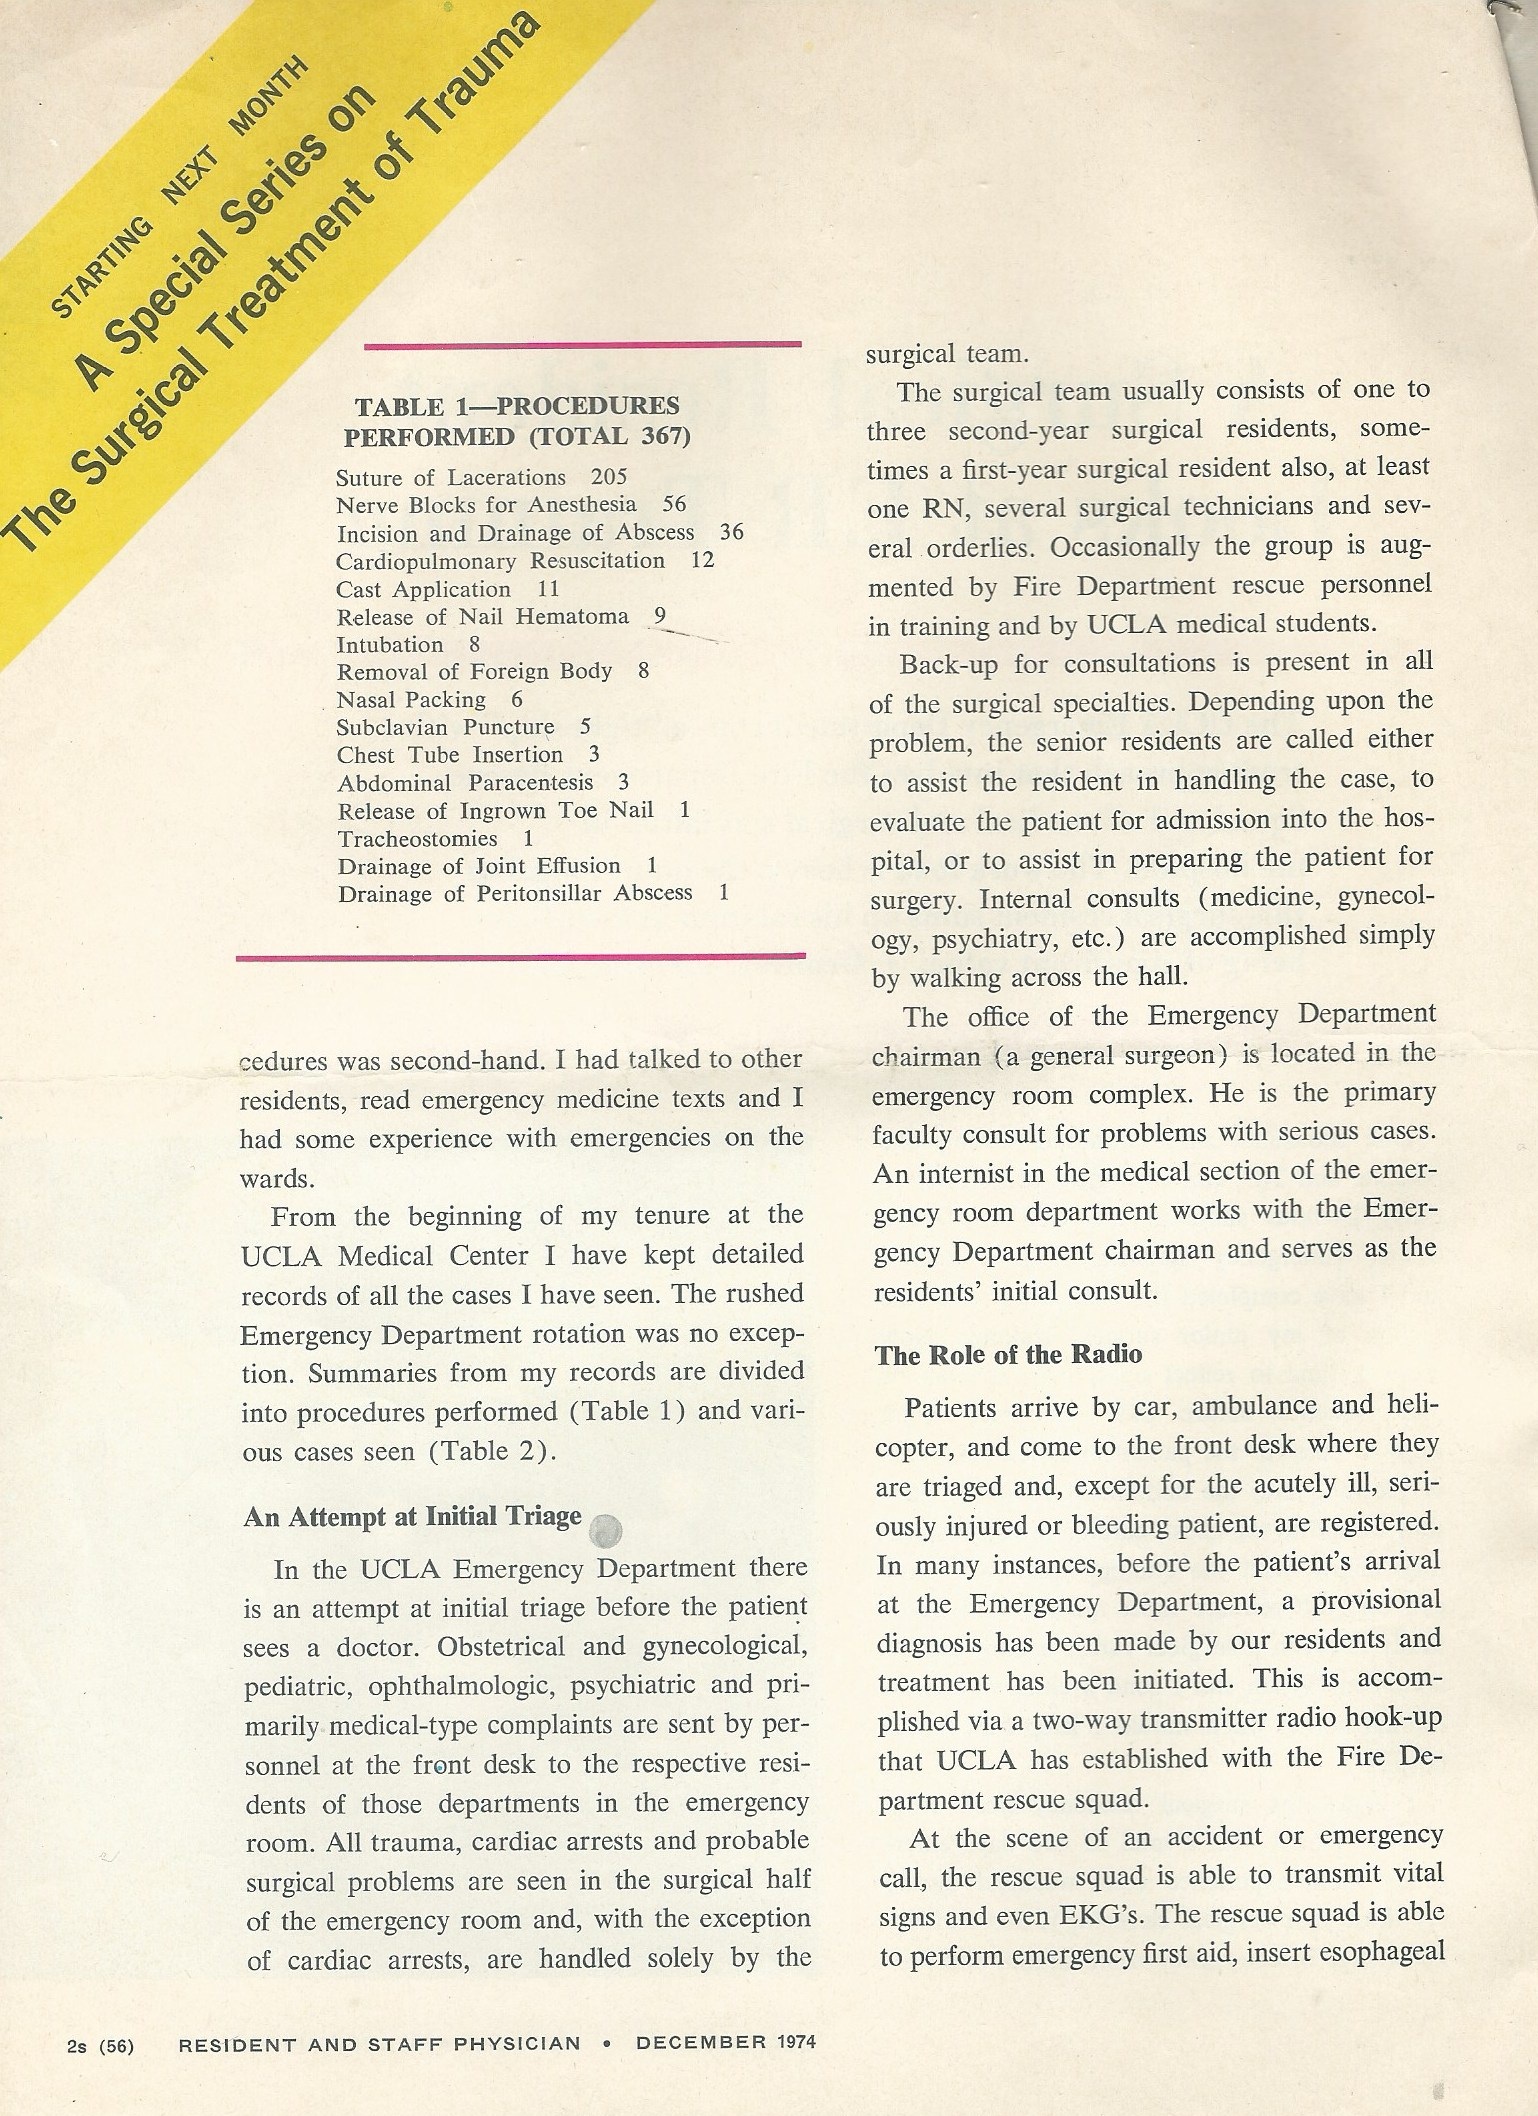 STARTING NEXT MONTH
A Special Series on
The Surgical Treatment of Trauma
TABLE 1—PROCEDURES
PERFORMED (TOTAL 367)
Suture of Lacerations 205
Nerve Blocks for Anesthesia 56
Incision and Drainage of Abscess 36
Cardiopulmonary Resuscitation 12
Cast Application 11
Release of Nail Hematoma 9
Intubation 8
Removal of Foreign Body 8
Nasal Packing 6
Subclavian Puncture 5
Chest Tube Insertion 3
Abdominal Paracentesis 3
Release of Ingrown Toe Nail 1
Tracheostomies 1
Drainage of Joint Effusion 1
Drainage of Peritonsillar Abscess 1
cedures was second-hand. I had talked to other
residents, read emergency medicine texts and I
had some experience with emergencies on the
wards.
From the beginning of my tenure at the
UCLA Medical Center I have kept detailed
records of all the cases I have seen. The rushed
Emergency Department rotation was no excep-
tion. Summaries from my records are divided
into procedures performed (Table 1) and vari-
ous cases seen (Table 2).
An Attempt at Initial Triage
In the UCLA Emergency Department there
is an attempt at initial triage before the patient
sees a doctor. Obstetrical and gynecological,
pediatric, ophthalmologic, psychiatric and pri-
marily medical-type complaints are sent by per-
sonnel at the front desk to the respective resi-
dents of those departments in the emergency
room. All trauma, cardiac arrests and probable
surgical problems are seen in the surgical half
of the emergency room and, with the exception
of cardiac arrests, are handled solely by the
surgical team.
The surgical team usually consists of one to
three second-year surgical residents, some-
times a first-year surgical resident also, at least
one RN, several surgical technicians and sev-
eral orderlies. Occasionally the group is aug-
mented by Fire Department rescue personnel
in training and by UCLA medical students.
Back-up for consultations is present in all
of the surgical specialties. Depending upon the
problem, the senior residents are called either
to assist the resident in handling the case, to
evaluate the patient for admission into the hos-
pital, or to assist in preparing the patient for
surgery. Internal consults (medicine, gynecol-
ogy, psychiatry, etc.) are accomplished simply
by walking across the hall.
The office of the Emergency Department
chairman (a general surgeon) is located in the
emergency room complex. He is the primary
faculty consult for problems with serious cases.
An internist in the medical section of the emer-
gency room department works with the Emer-
gency Department chairman and serves as the
residents' initial consult.
The Role of the Radio
Patients arrive by car, ambulance and heli-
copter, and come to the front desk where they
are triaged and, except for the acutely ill, seri-
ously injured or bleeding patient, are registered.
In many instances, before the patient's arrival
at the Emergency Department, a provisional
diagnosis has been made by our residents and
treatment has been initiated. This is accom-
plished via a two-way transmitter radio hook-up
that UCLA has established with the Fire De-
partment rescue squad.
At the scene of an accident or emergency
call, the rescue squad is able to transmit vital
signs and even EKG's. The rescue squad is able
to perform emergency first aid, insert esophageal
2s (56) RESIDENT AND STAFF PHYSICIAN • DECEMBER 1974